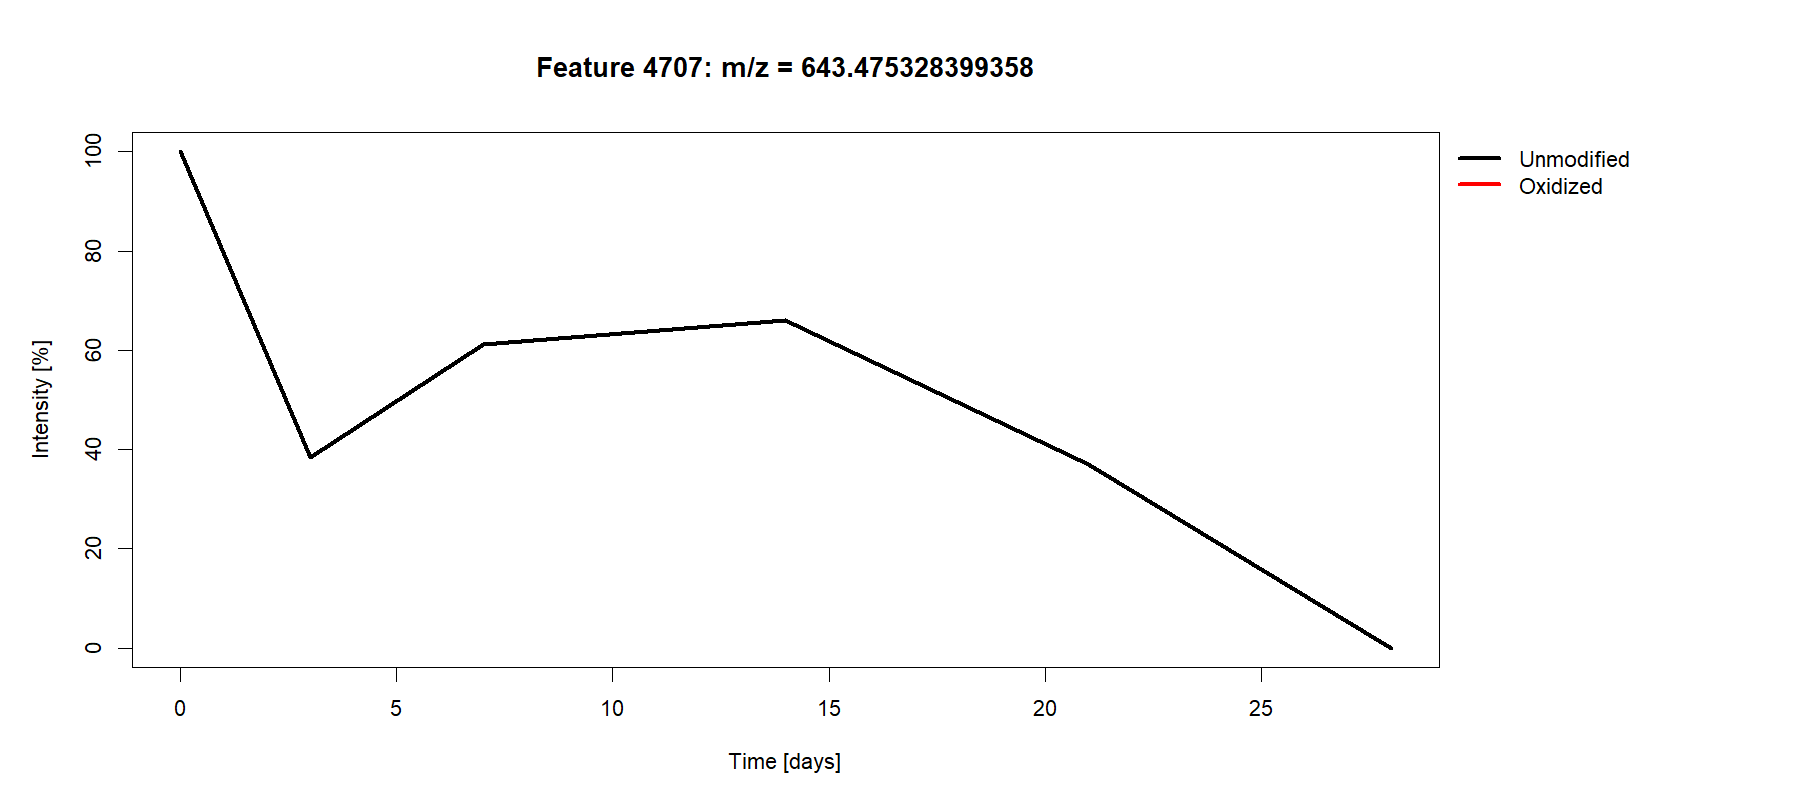 Feature 4707: m/z = 643.475328399358
Unmodified
Oxidized
Intensity [%]
100
80
60
40
20
0
0 5 10 15 20 25
Time [days]